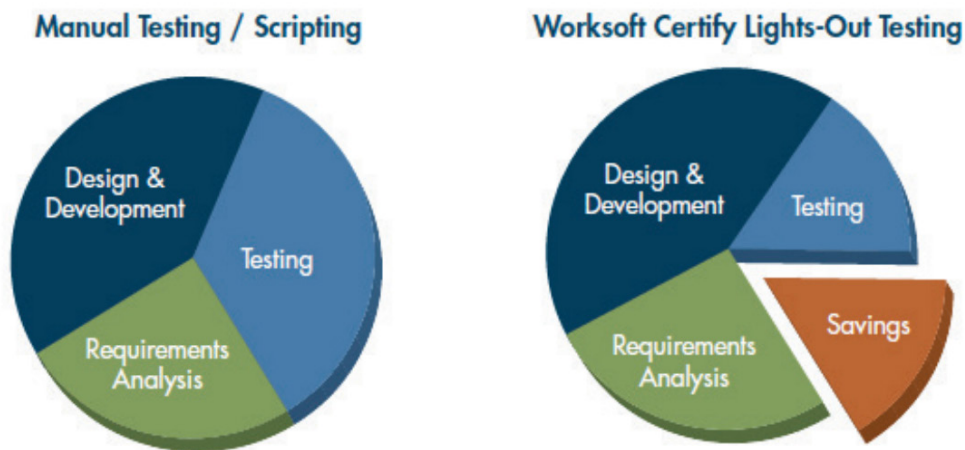 Manual Testing / Scripting
Design &
Development
Testing
Requirements
Analysis
Worksoft Certify Lights-Out Testing
Design &
Development
Testing
Savings
Requirements
Analysis